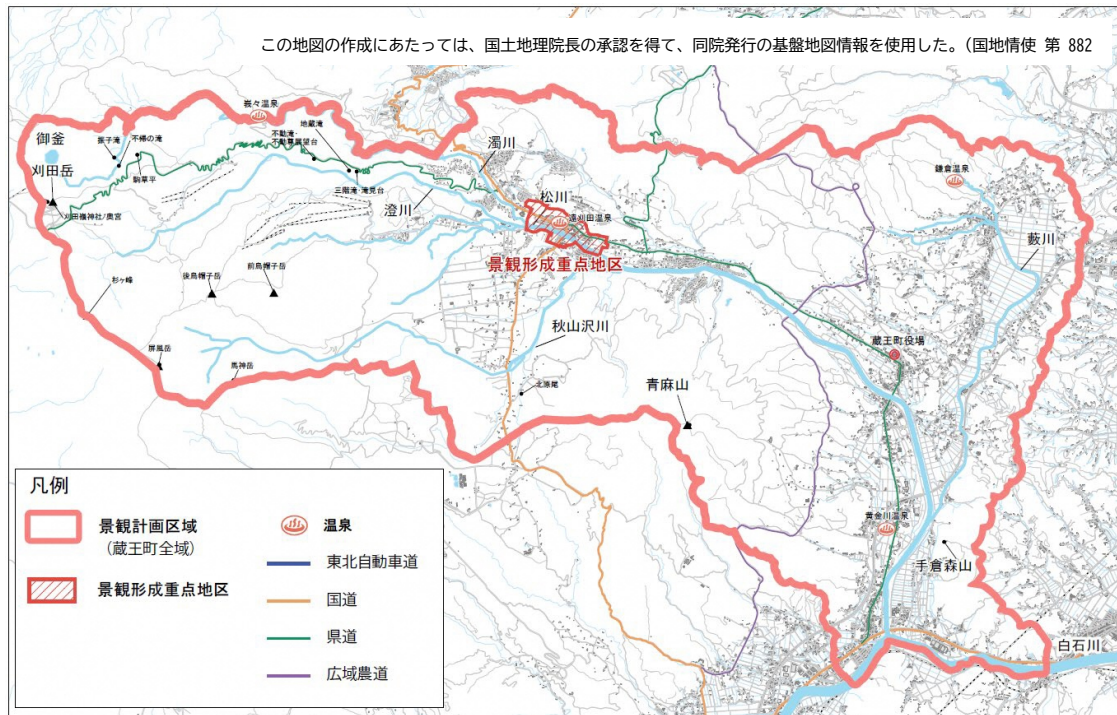 この地図の作成にあたっては、国土地理院長の承認を得て、同院発行の基盤地図情報を使用した。(国地情使 第 882
峩々温泉
御釜
振子滝
不帰の滝
地蔵滝
不動滝・
不動尊展望台
濁川
鎌倉温泉
刈田岳
駒草平
三階滝・滝見台
松川
澄川
遠刈田温泉
刈田嶺神社/奥宮
藪川
景観形成重点地区
後烏帽子岳
前烏帽子岳
杉ヶ峰
秋山沢川
蔵王町役場
屏風岳
馬神岳
北原尾
青麻山
凡例
景観計画区域
(蔵王町全域)
景観形成重点地区
温泉
東北自動車道
国道
県道
広域農道
黄金川温泉
手倉森山
白石川